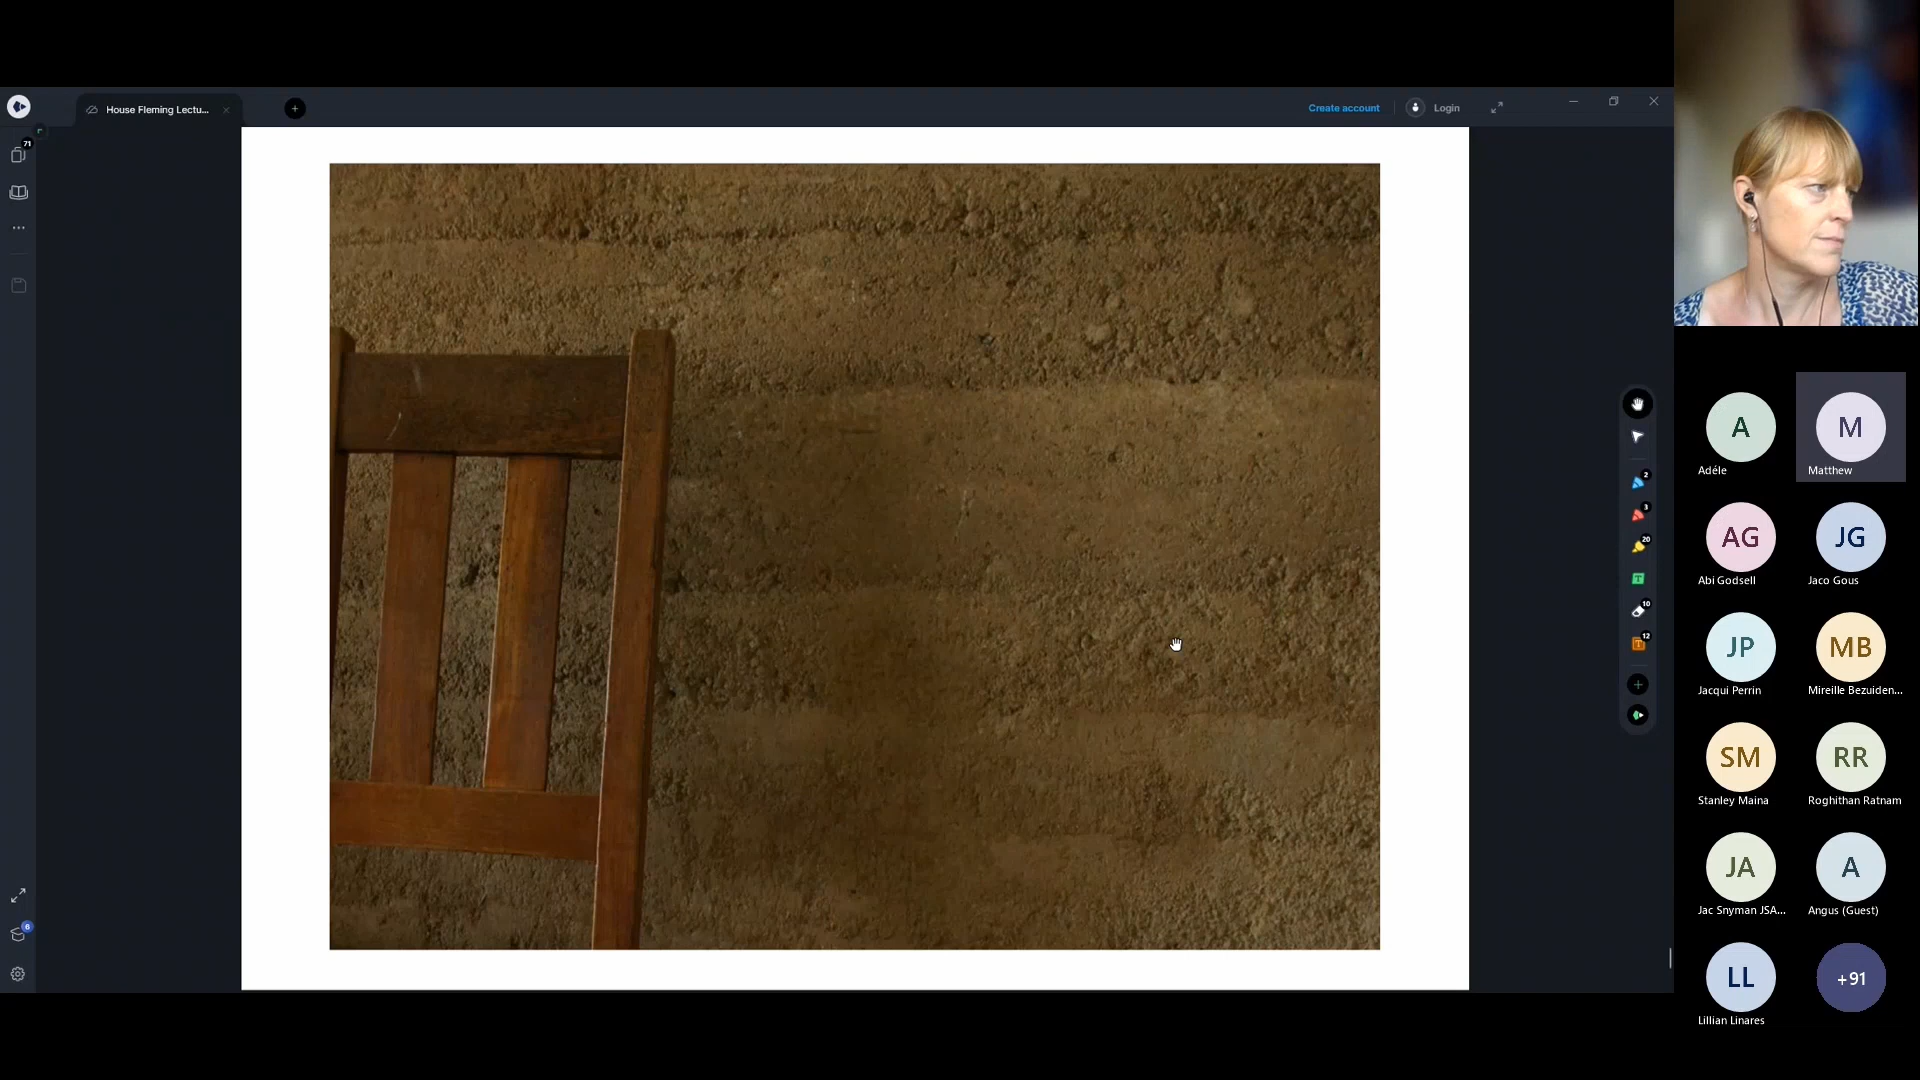 House Fleming Lectu...
Create account
Login
71
6
2
3
20
T
10
12
T
A
Adéle
M
Matthew
AG
Abi Godsell
JG
Jaco Gous
JP
Jacqui Perrin
MB
Mireille Bezuiden...
SM
Stanley Maina
RR
Roghithan Ratnam
JA
Jac Snyman JSA...
A
Angus (Guest)
LL
Lillian Linares
+91